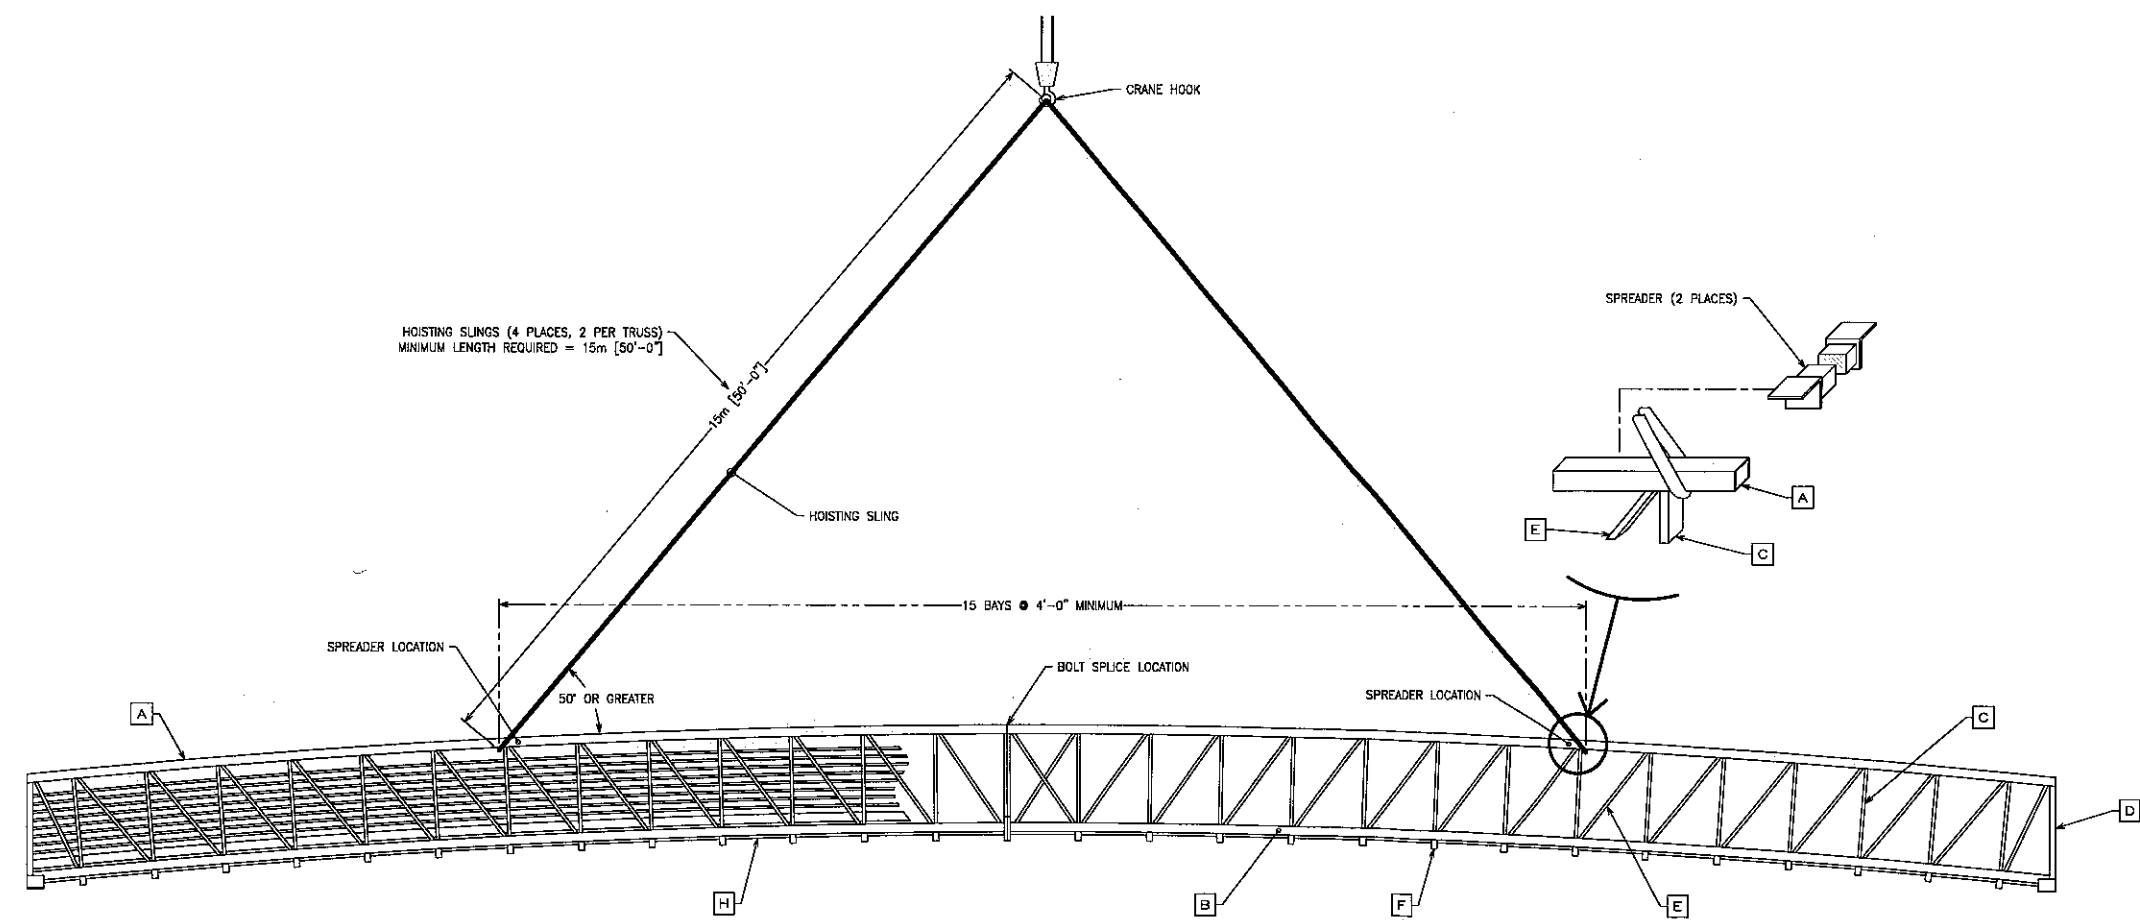 CRANE HOOK
SPREADER (2 PLACES)
HOISTING SLINGS (4 PLACES, 2 PER TRUSS)
MINIMUM LENGTH REQUIRED = 15m [50'-0"]
15m [50'-0"]
A
E
C
HOISTING SLING
15 BAYS @ 4'-0" MINIMUM
SPREADER LOCATION
BOLT SPLICE LOCATION
50° OR GREATER
SPREADER LOCATION
A
C
D
H
B
F
E